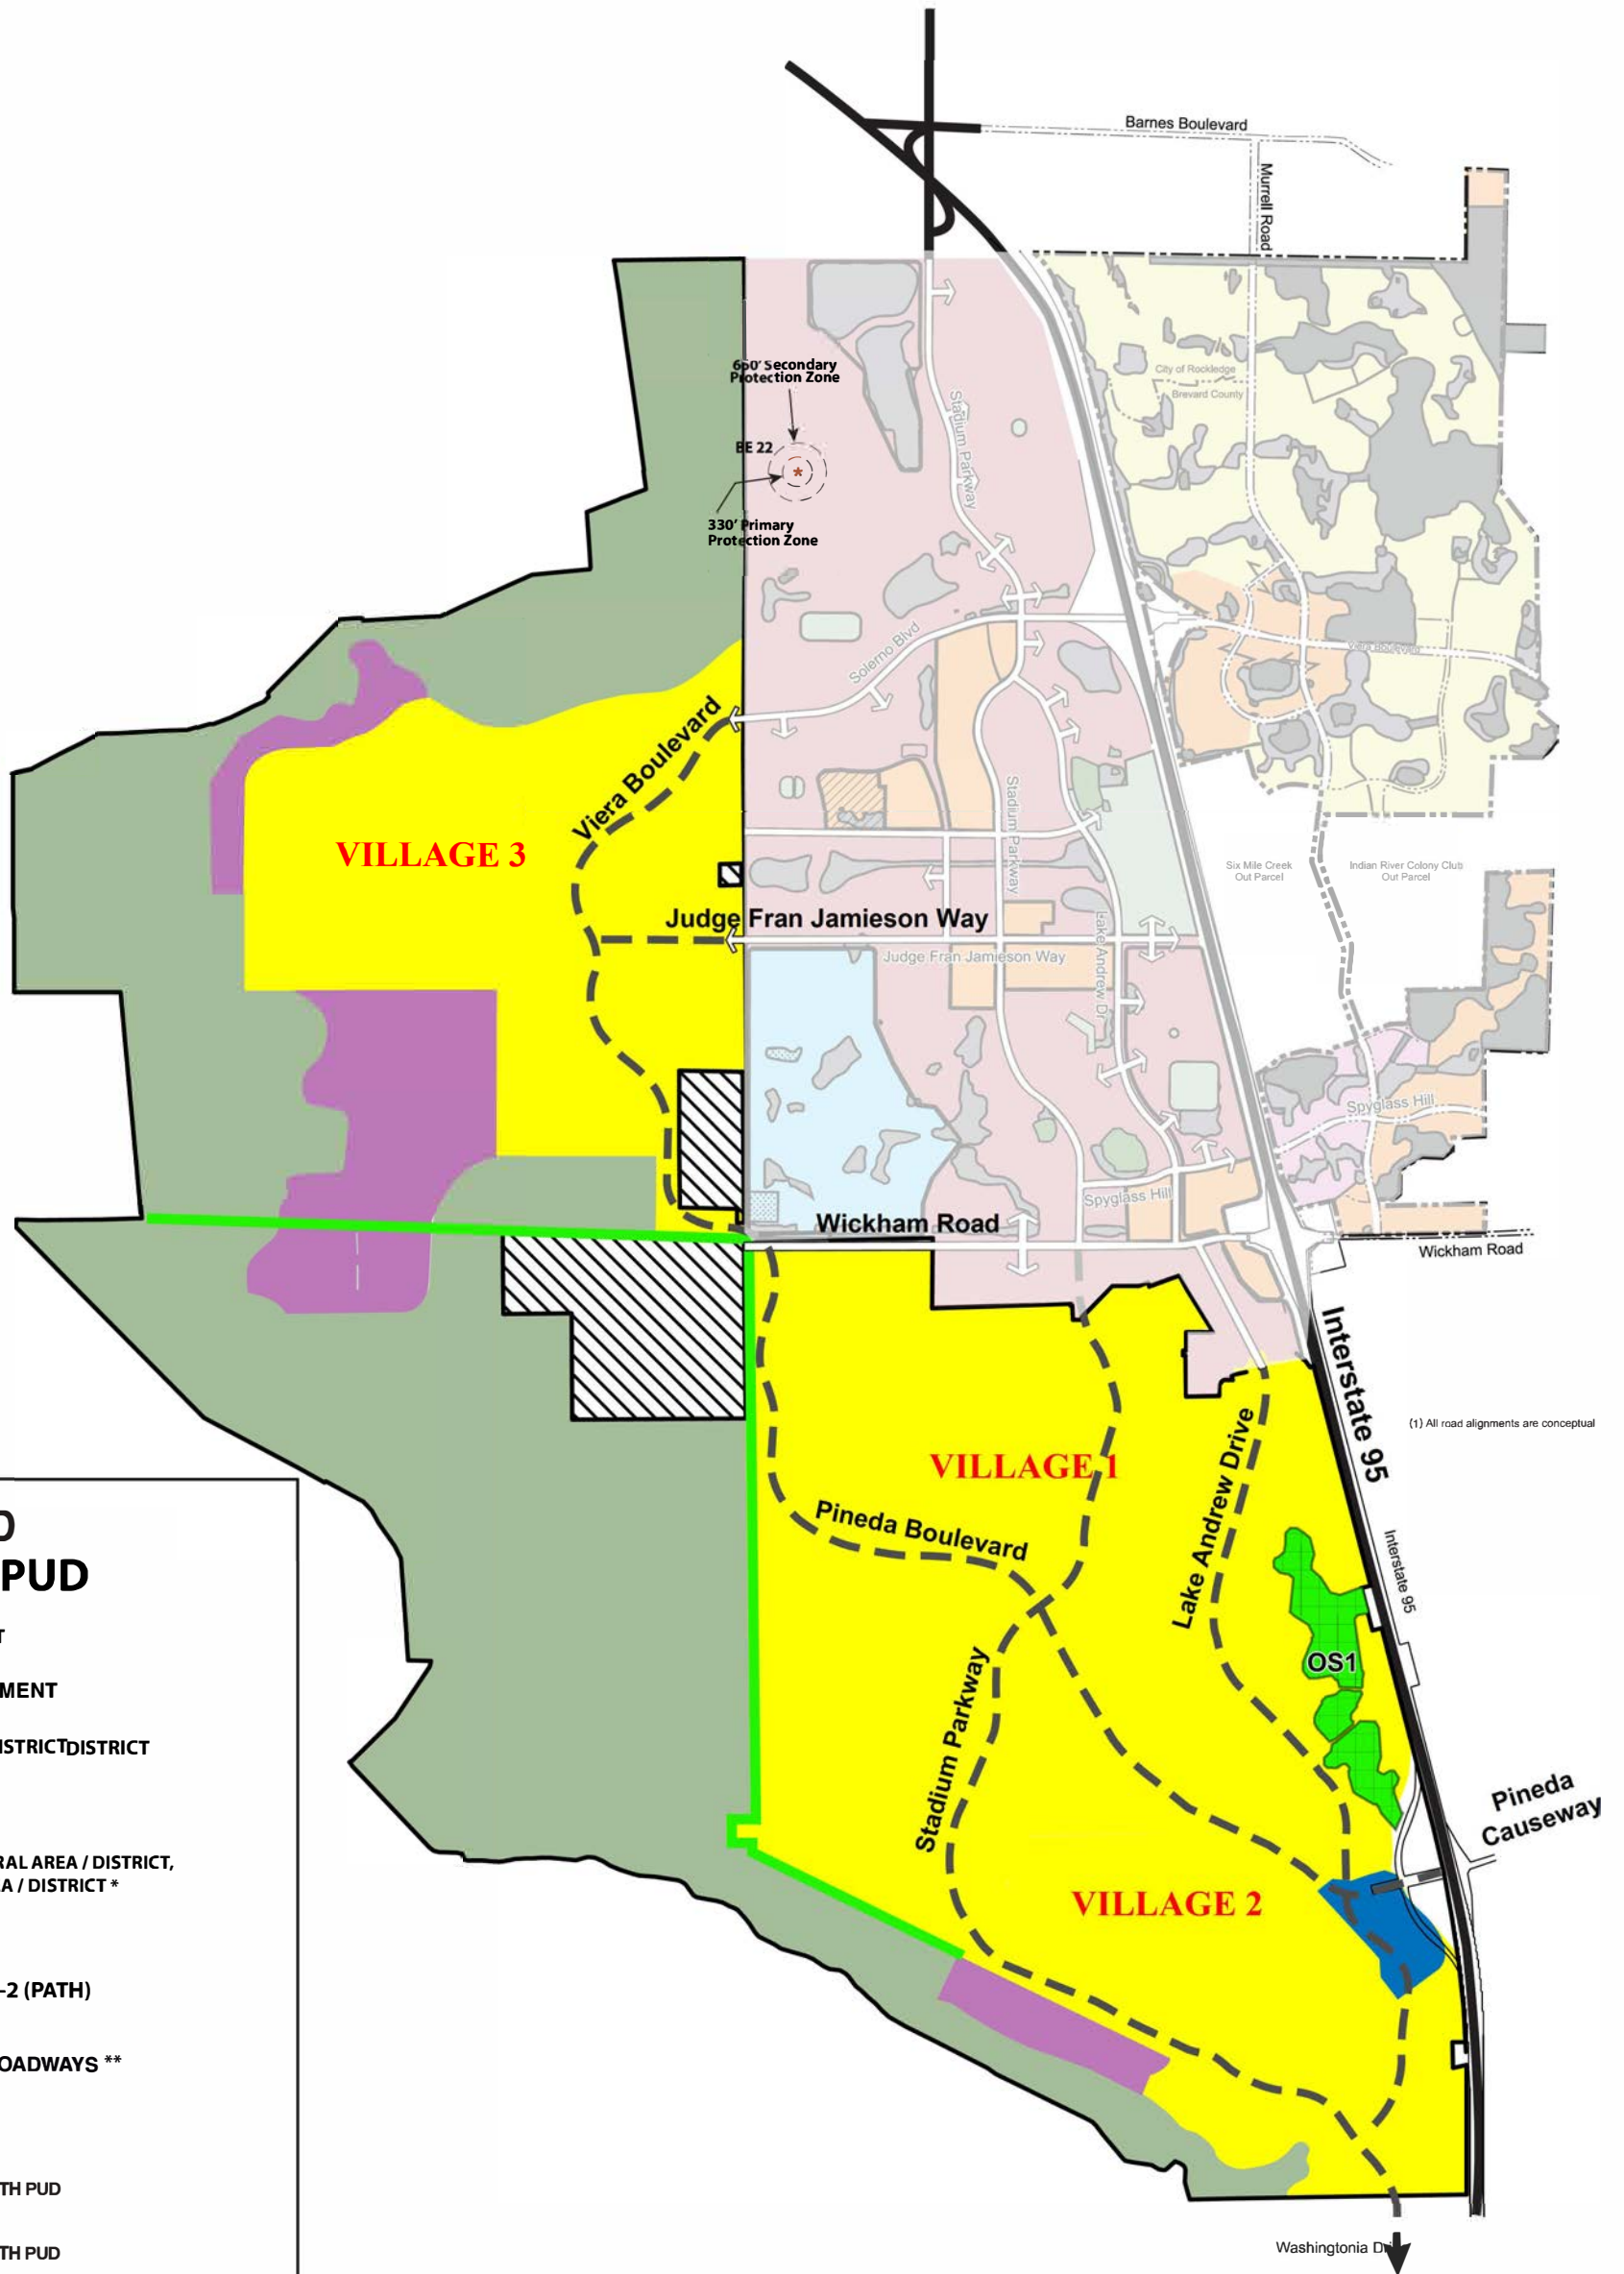 Barnes Boulevard
Murrell Road
City of Rockledge
Brevard County
660' Secondary
Protection Zone
BE 22
330' Primary
Protection Zone
Stadium Parkway
Solerno Blvd
Viera Boulevard
Viera Boulevard
VILLAGE 3
Stadium Parkway
Six Mile Creek
Out Parcel
Indian River Colony Club
Out Parcel
Judge Fran Jamieson Way
Judge Fran Jamieson Way
Lake Andrew Dr
Spyglass Hill
Spyglass Hill
Wickham Road
Wickham Road
Interstate 95
(1) All road alignments are conceptual
VILLAGE 1
Lake Andrew Drive
Pineda Boulevard
Interstate 95
OS1
Stadium Parkway
Pineda
Causeway
VILLAGE 2
Washingtonia
PUD
MENT
ISTRICTDISTRICT
RAL AREA / DISTRICT,
A / DISTRICT *
-2 (PATH)
OADWAYS **
TH PUD
TH PUD